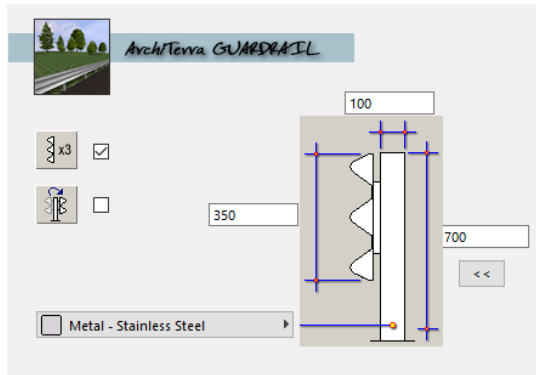 ArchiTerra GUARDRAIL
100
x3
350
700
<<
Metal - Stainless Steel